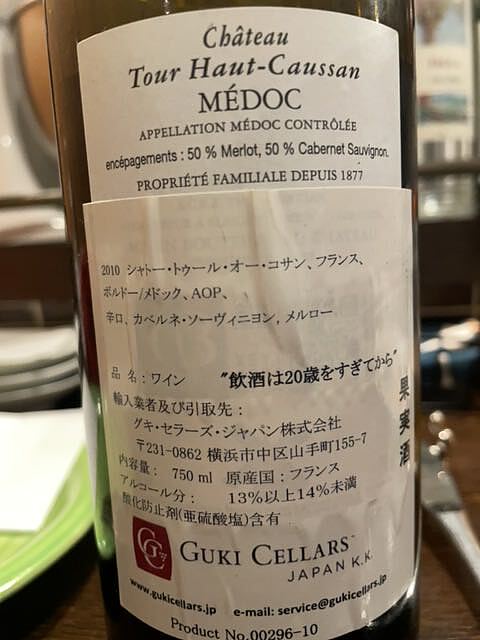 Château
Tour Haut-Caussan
MÉDOC
APPELLATION MÉDOC CONTRÔLÉE
encépagements : 50 % Merlot, 50 % Cabernet Sauvignon.
PROPRIÉTÉ FAMILIALE DEPUIS 1877
2010 シャトー・トゥール・オー・コサン、フランス、
ボルドー/メドック、AOP、
辛口、カベルネ・ソーヴィニヨン、メルロー
品 名 : ワイン "飲酒は20歳をすぎてから"
輸入業者及び引取先 :
グキ・セラーズ・ジャパン株式会社
〒231-0862 横浜市中区山手町155-7
内容量 : 750 ml 原産国 : フランス
アルコール分 : 13%以上14%未満
酸化防止剤(亜硫酸塩)含有
果実酒
GUKI CELLARS
JAPAN K.K.
www.gukicellars.jp e-mail: service@gukicellars.jp
Product No.00296-10